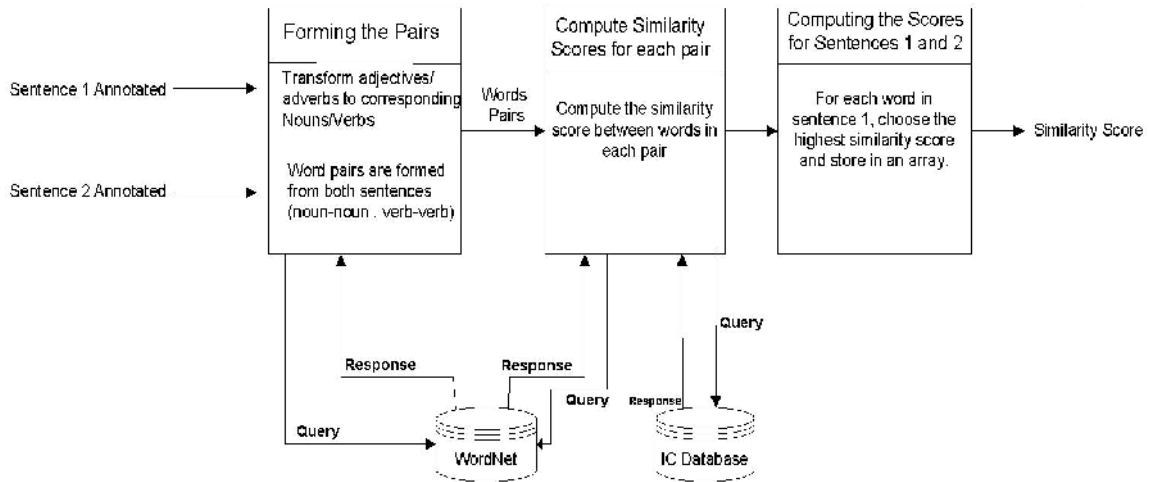 Forming the Pairs
Compute Similarity
Scores for each pair
Computing the Scores
for Sentences 1 and 2
Sentence 1 Annotated
Sentence 2 Annotated
Transform adjectives/
adverbs to corresponding
Nouns/Verbs
Word pairs are formed
from both sentences
(noun-noun . verb-verb)
Words
Pairs
Compute the similarity
score between words in
each pair
For each word in
sentence 1, choose the
highest similarity score
and store in an array.
Similarity Score
Response
Query
Response
Query
Response
Query
WordNet
IC Database